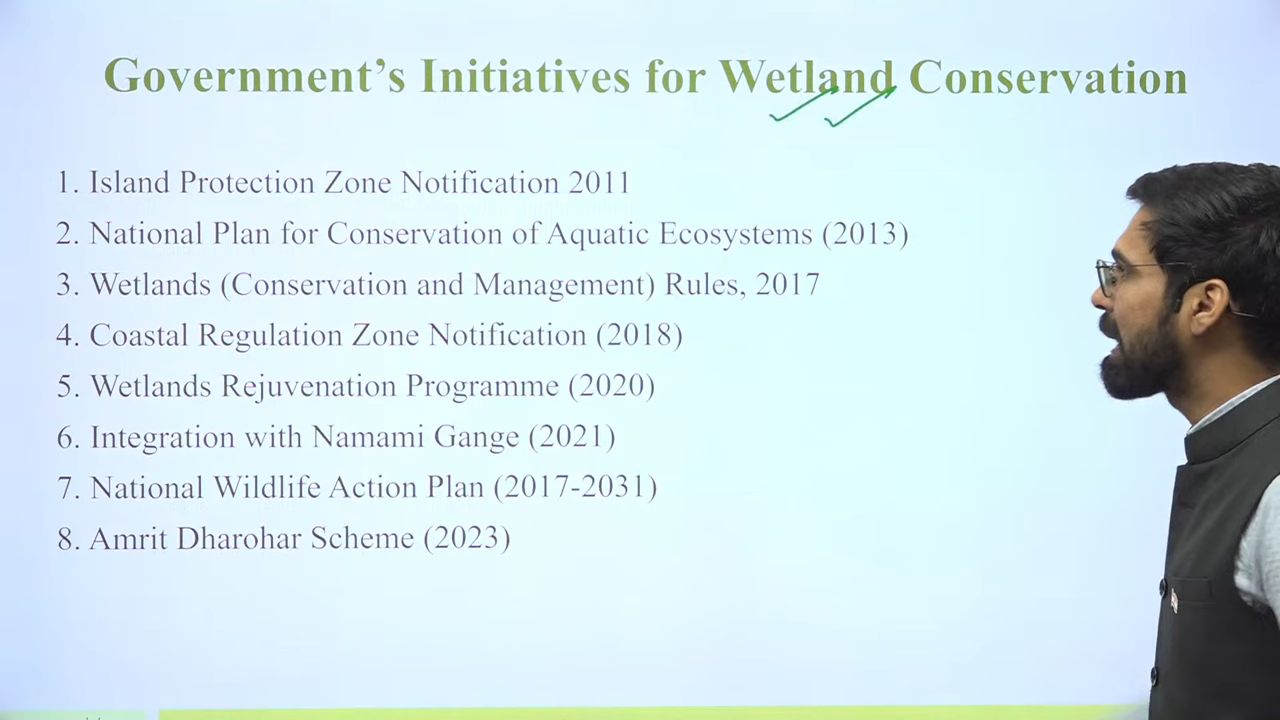 Government's Initiatives for Wetland Conservation
1. Island Protection Zone Notification 2011
2. National Plan for Conservation of Aquatic Ecosystems (2013)
3. Wetlands (Conservation and Management) Rules, 2017
4. Coastal Regulation Zone Notification (2018)
5. Wetlands Rejuvenation Programme (2020)
6. Integration with Namami Gange (2021)
7. National Wildlife Action Plan (2017-2031)
8. Amrit Dharohar Scheme (2023)